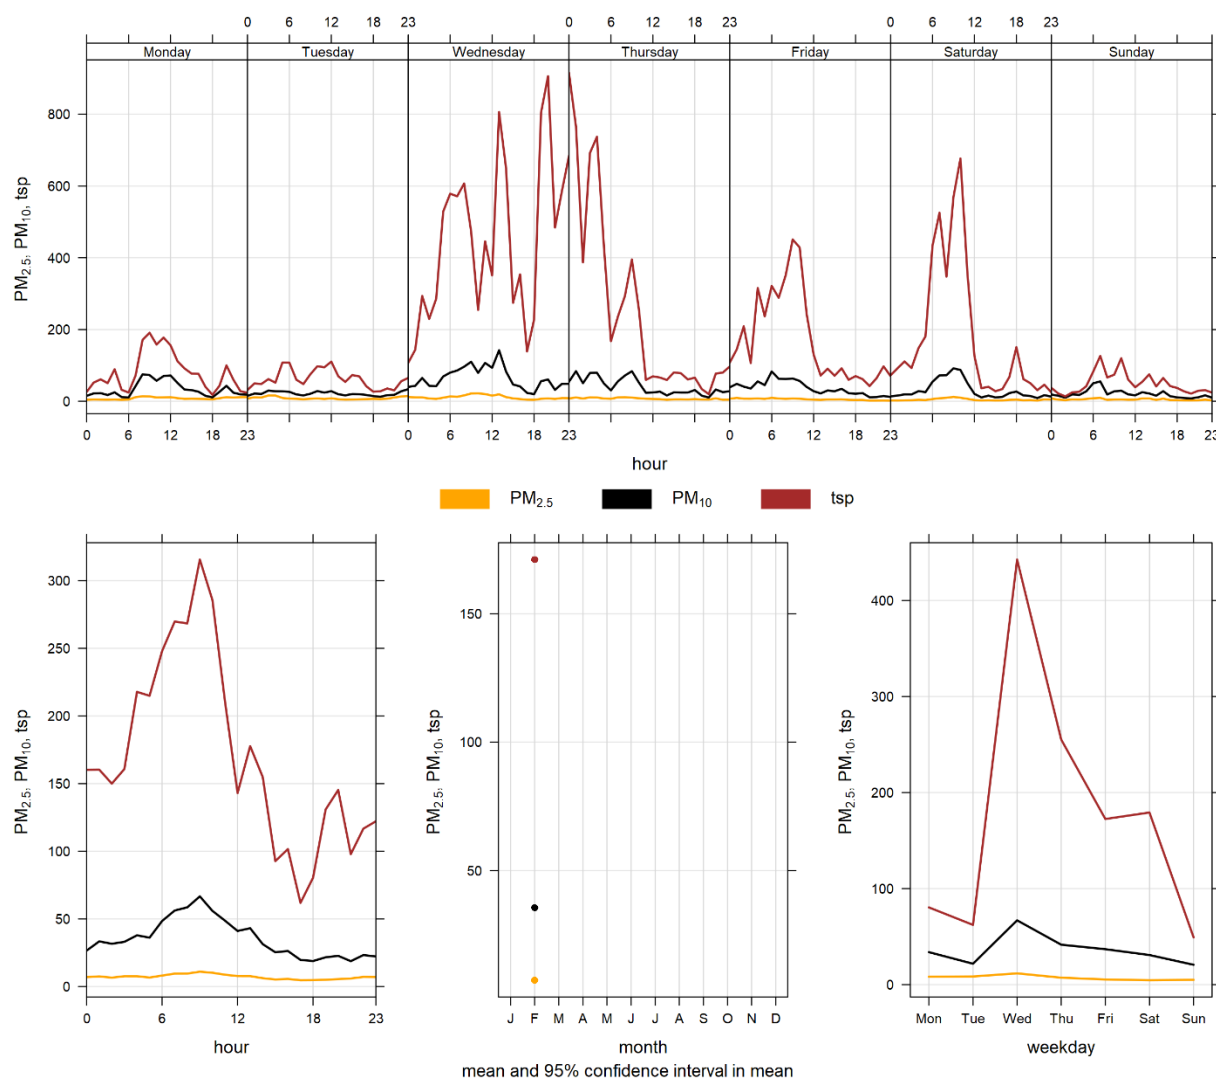 0 6 12 18 23 0 6 12 18 23 0 6 12 18 23
Monday Tuesday Wednesday Thursday Friday Saturday Sunday
800
600
400
200
0
PM2.5, PM10, tsp
0 6 12 18 23 0 6 12 18 23 0 6 12 18 23 0 6 12 18 23
hour
PM2.5 PM10 tsp
300
250
200
150
100
50
0
PM2.5, PM10, tsp
0 6 12 18 23
hour
150
100
50
PM2.5, PM10, tsp
J F M A M J J A S O N D
month
400
300
200
100
0
PM2.5, PM10, tsp
Mon Tue Wed Thu Fri Sat Sun
weekday
mean and 95% confidence interval in mean